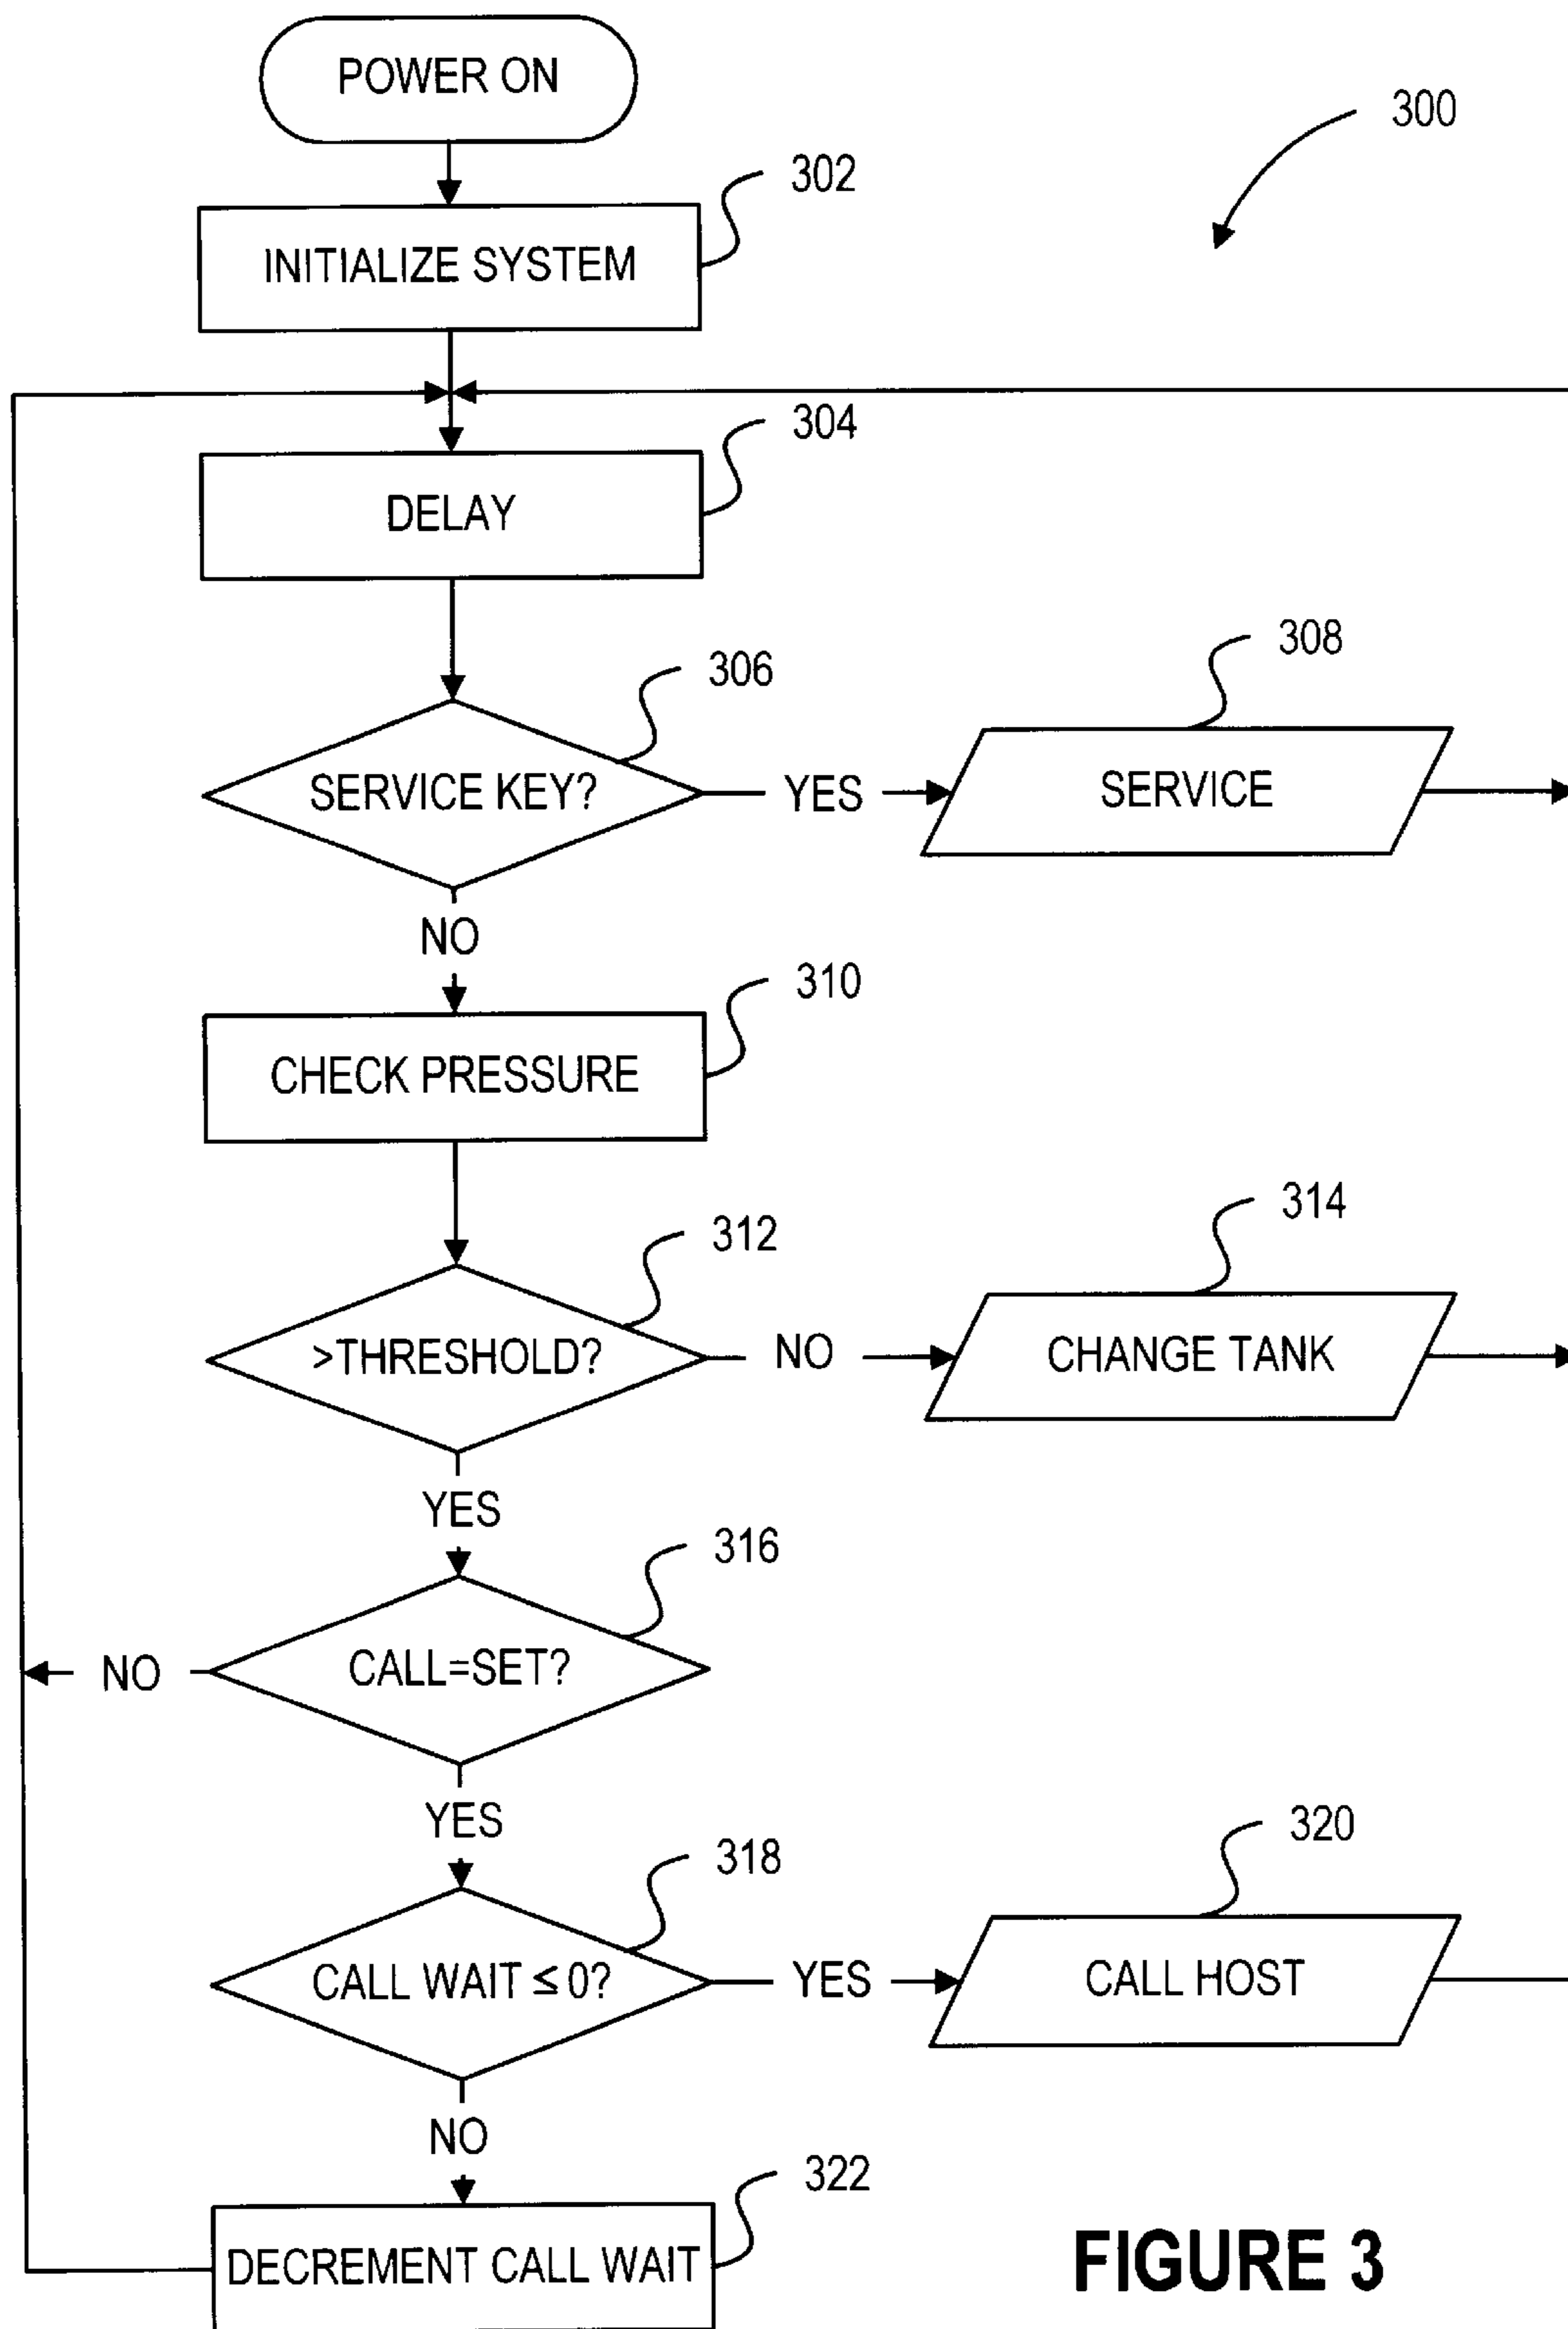 POWER ON
300
302
INITIALIZE SYSTEM
304
DELAY
306
308
SERVICE KEY?
YES
SERVICE
NO
310
CHECK PRESSURE
312
314
>THRESHOLD?
NO
CHANGE TANK
YES
316
CALL=SET?
NO
YES
318
320
CALL WAIT ≤ 0?
YES
CALL HOST
NO
322
DECREMENT CALL WAIT
FIGURE 3